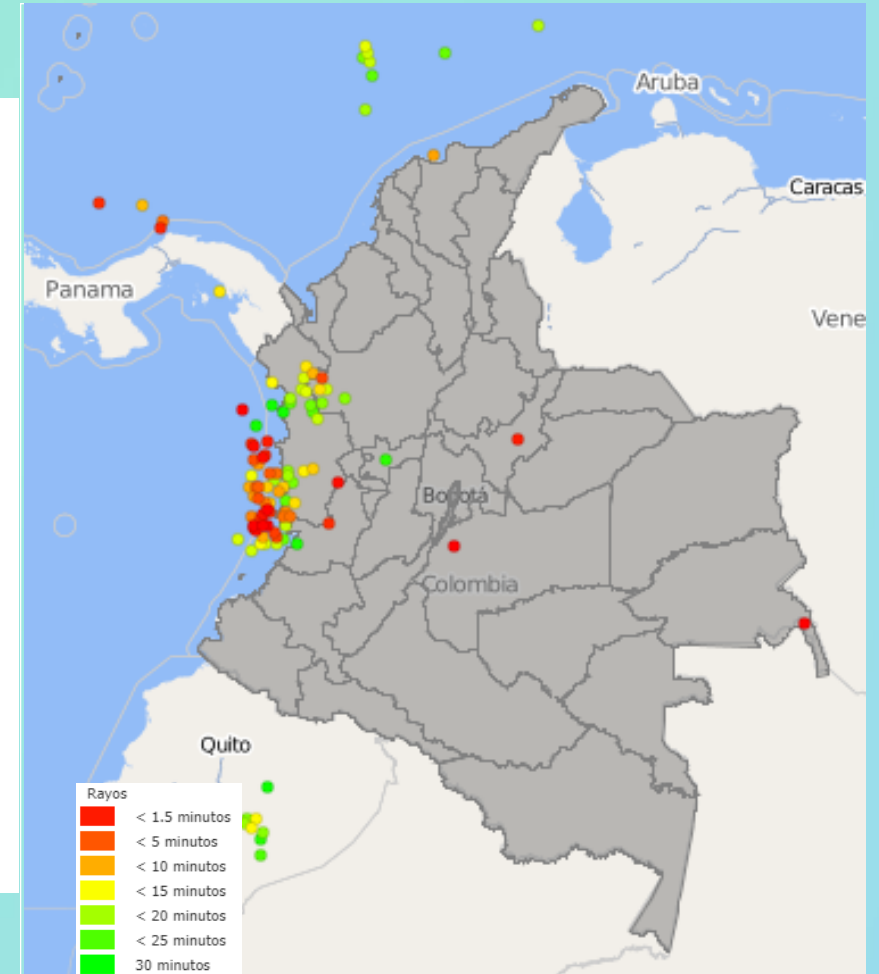 Aruba
Caracas
Panama
Vene
Bogotá
Colombia
Quito
Rayos
< 1.5 minutos
< 5 minutos
< 10 minutos
< 15 minutos
< 20 minutos
< 25 minutos
30 minutos